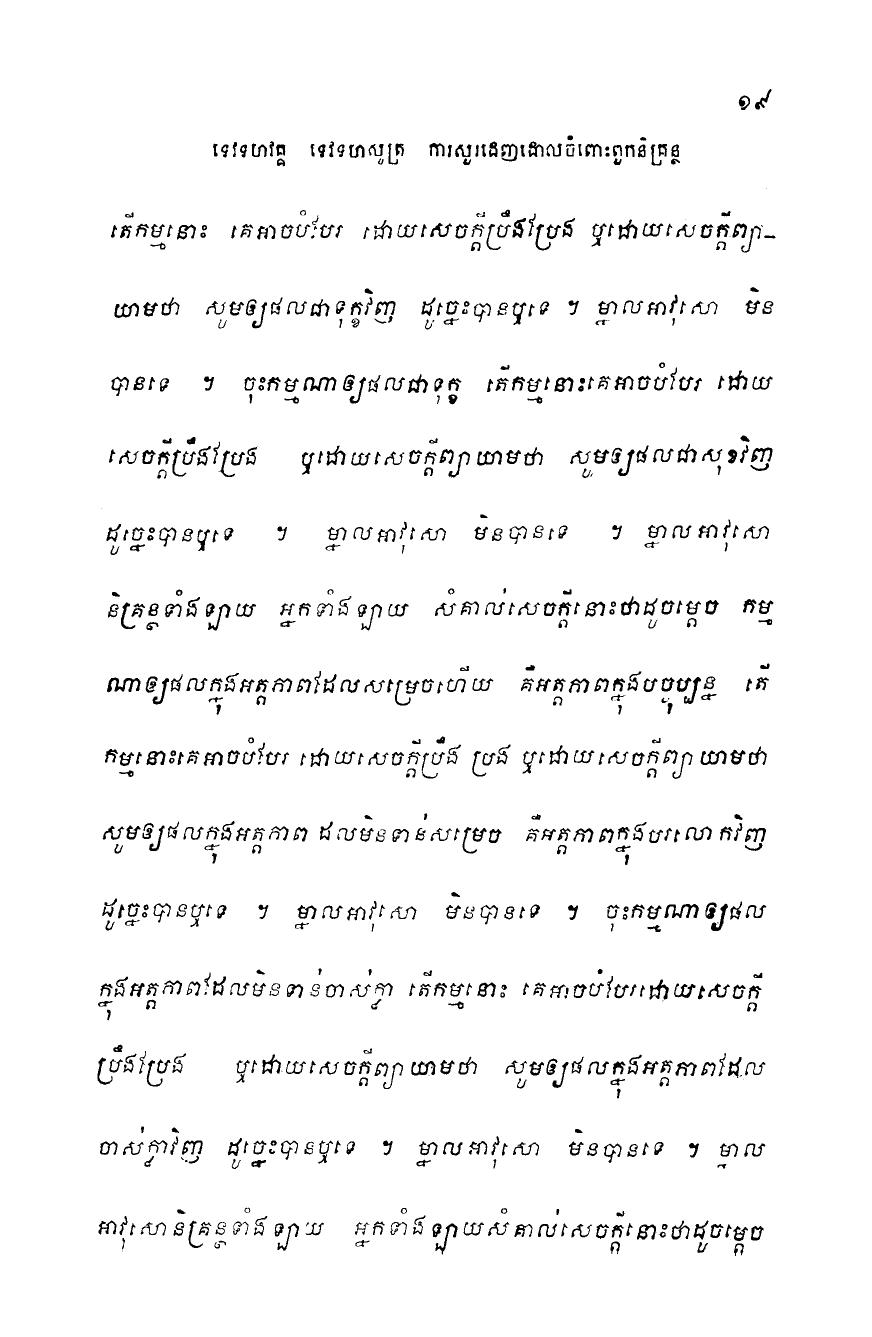 ១៩
ទេវទហវគ្គ ទេវទហសូត្រ ការសួរដេញដោលចំពោះពួកនិគ្រន្ថ
តើកម្មនោះ គេអាចបំបែរ ដោយសេចក្តីប្រឹងប្រែង ឬដោយសេចក្តីព្យា-
យាមថា សូមឲ្យផលជាទុក្ខវិញ ដូច្នេះបានឬទេ ។ ម្នាលអាវុសោ មិន
បានទេ ។ ចុះកម្មណាឲ្យផលជាទុក្ខ តើកម្មនោះគេអាចបំបែរ ដោយ
សេចក្តីប្រឹងប្រែង ឬដោយសេចក្តីព្យាយាមថា សូមឲ្យផលជាសុខវិញ
ដូច្នេះបានឬទេ ។ ម្នាលអាវុសោ មិនបានទេ ។ ម្នាលអាវុសោ
និគ្រន្ថទាំងឡាយ អ្នកទាំងឡាយ សំគាល់សេចក្តីនោះថាដូចម្តេច កម្ម
ណាឲ្យផលក្នុងអត្តភាពដែលសម្រេចហើយ គឺអត្តភាពក្នុងបច្ចុប្បន្ន តើ
កម្មនោះគេអាចបំបែរ ដោយសេចក្តីប្រឹង ប្រង ឬដោយសេចក្តីព្យាយាមថា
សូមឲ្យផលក្នុងអត្តភាព ដលមិនទាន់សម្រេច គឺអត្តភាពក្នុងបរលោកវិញ
ដូច្នេះបានឬទេ ។ ម្នាលអាវុសោ មិនបានទេ ។ ចុះកម្មណាឲ្យផល
ក្នុងអត្តភាពដែលមិនទាន់ចាស់ក្លា តើកម្មនោះ គេអាចបំបែរដោយសេចក្តី
ប្រឹងប្រែង ឬដោយសេចក្តីព្យាយាមថា សូមឲ្យផលក្នុងអត្តភាពដែល
ចាស់ក្លាវិញ ដូច្នេះបានឬទេ ។ ម្នាលអាវុសោ មិនបានទេ ។ ម្នាល
អាវុសោនិគ្រន្ថទាំងឡាយ អ្នកទាំងឡាយសំគាល់សេចក្តីនោះថាដូចម្តេច